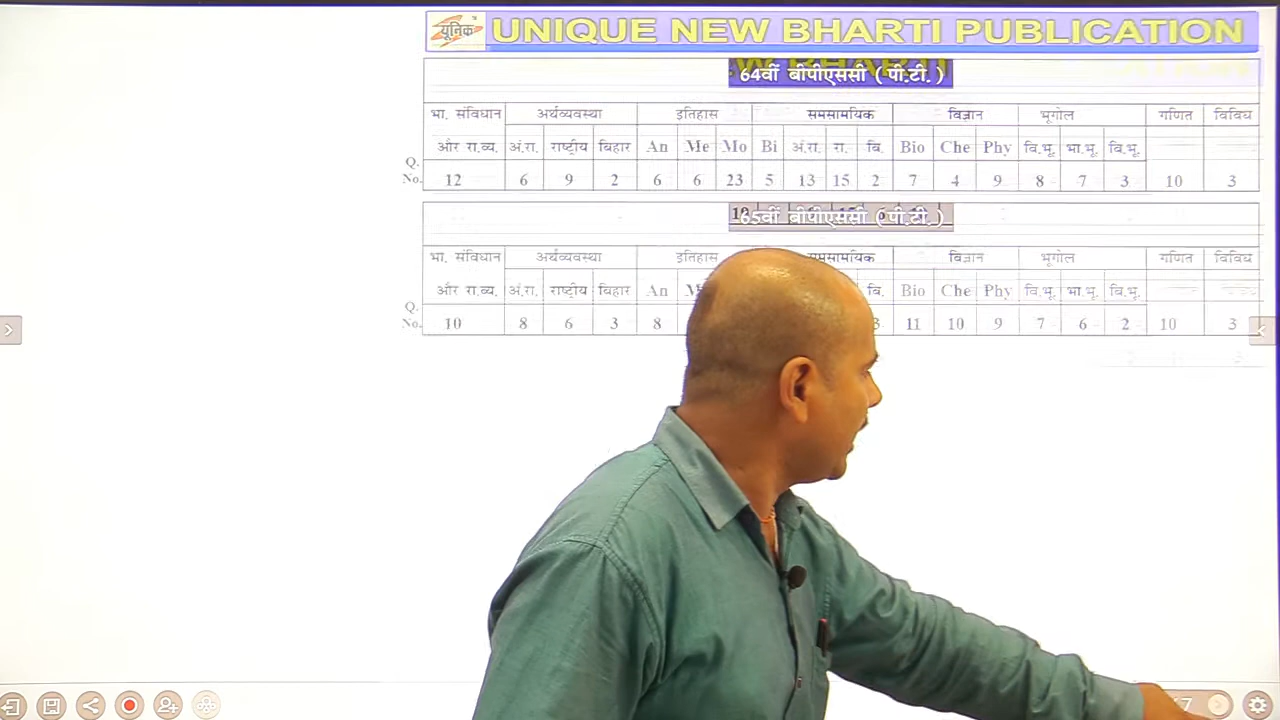 यूनिक UNIQUE NEW BHARTI PUBLICATION
64वीं बीपीएससी ( पी.टी. )
भा. संविधान अर्थव्यवस्था इतिहास समसामयिक विज्ञान भूगोल गणित विविध
और रा.व्य. अं.रा. राष्ट्रीय बिहार An Me Mo Bi अं.रा. रा. बि. Bio Che Phy वि.भू. भा.भू. बि.भू.
Q. No. 12 6 9 2 6 6 23 5 13 15 2 7 4 9 8 7 3 10 3
65वीं बीपीएससी ( पी.टी. )
भा. संविधान अर्थव्यवस्था इतिहास समसामयिक विज्ञान भूगोल गणित विविध
और रा.व्य. अं.रा. राष्ट्रीय बिहार An बि. Bio Che Phy वि.भू. भा.भू. बि.भू.
Q. No. 10 8 6 3 8 3 11 10 9 7 6 2 10 3